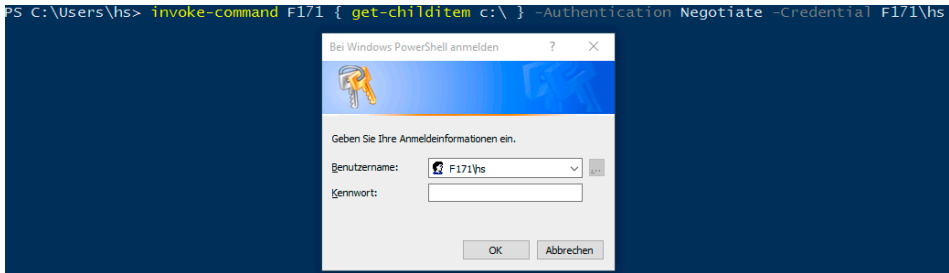 PS C:\Users\hs> invoke-command F171 { get-childitem c:\ } -Authentication Negotiate -Credential F171\hs
Bei Windows PowerShell anmelden ? ×
Geben Sie Ihre Anmeldeinformationen ein.
Benutzername: F171\hs ...
Kennwort:
OK Abbrechen